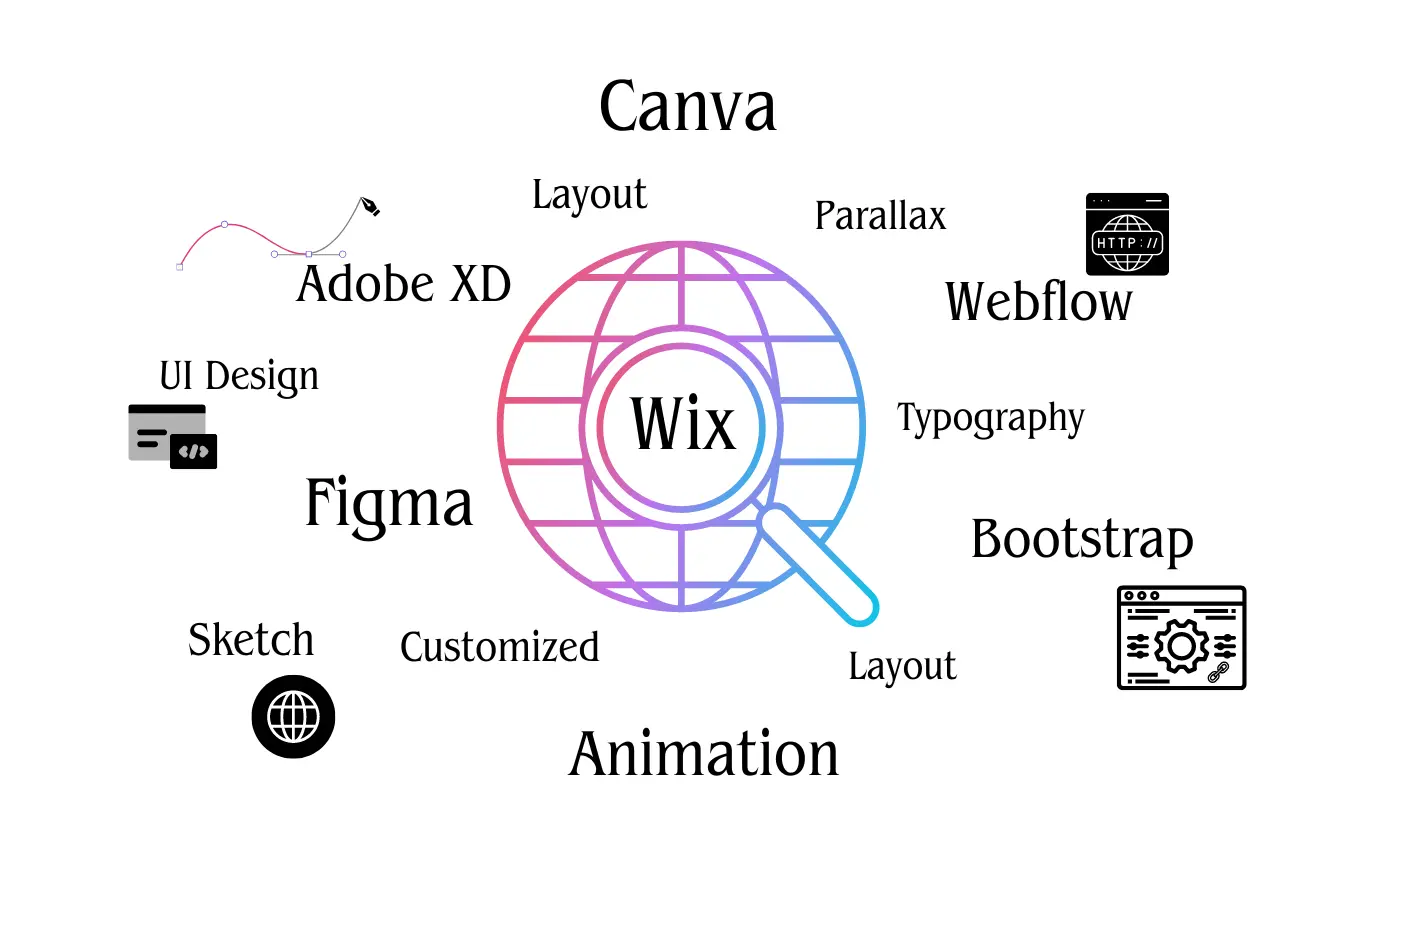 Canva
Layout
Parallax
HTTP://
Adobe XD
Webflow
UI Design
Wix
Typography
</>
Figma
Bootstrap
Sketch
Customized
Layout
Animation